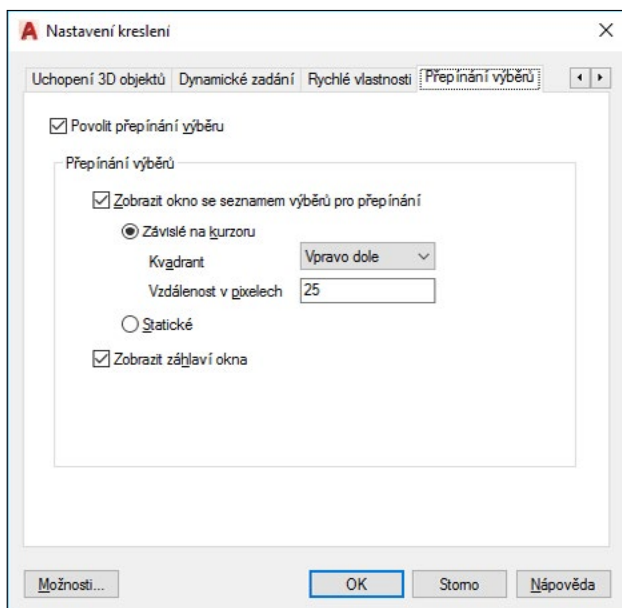 Nastavení kreslení
Uchopení 3D objektů Dynamické zadání Rychlé vlastnosti Přepínání výběrů
Povolit přepínání výběru
Přepínání výběrů
Zobrazit okno se seznamem výběrů pro přepínání
Závislé na kurzoru
Kvadrant Vpravo dole
Vzdálenost v pixelech 25
Statické
Zobrazit záhlaví okna
Možnosti... OK Storno Nápověda